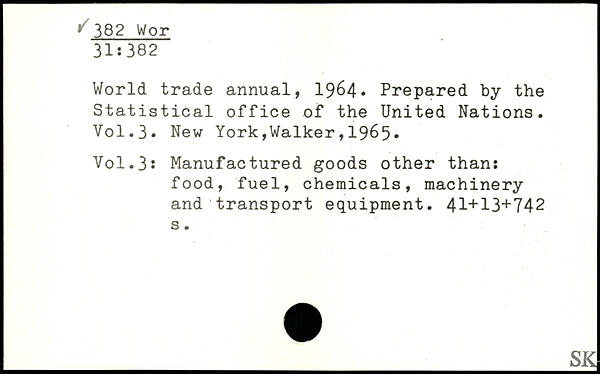 382 Wor
31:382
World trade annual, 1964. Prepared by the
Statistical office of the United Nations.
Vol.3. New York,Walker,1965.
Vol.3: Manufactured goods other than:
food, fuel, chemicals, machinery
and transport equipment. 41+13+742
s.
SK